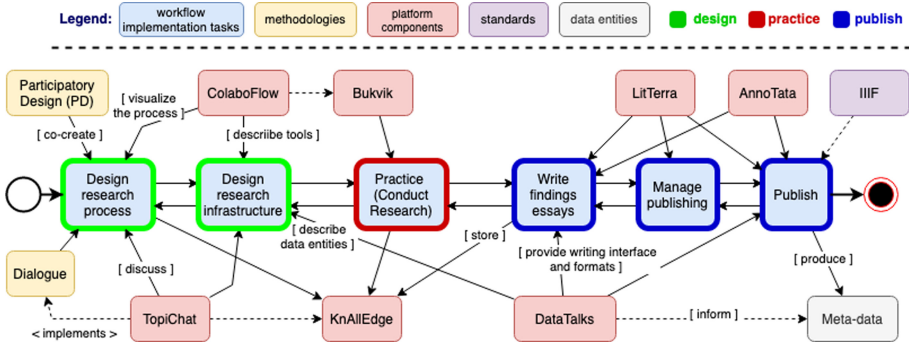 Legend:
workflow
implementation tasks
methodologies
platform
components
standards
data entities
design
practice
publish
Participatory
Design (PD)
[ visualize
the process ]
ColaboFlow
Bukvik
LitTerra
AnnoTata
IIIF
[ co-create ]
[ descriibe tools ]
Design
research
process
Design
research
infrastructure
Practice
(Conduct
Research)
Write
findings
essays
Manage
publishing
Publish
[ describe
data entities ]
[ store ]
[ provide writing interface
and formats ]
[ produce ]
Dialogue
[ discuss ]
TopiChat
KnAllEdge
DataTalks
[ inform ]
Meta-data
< implements >